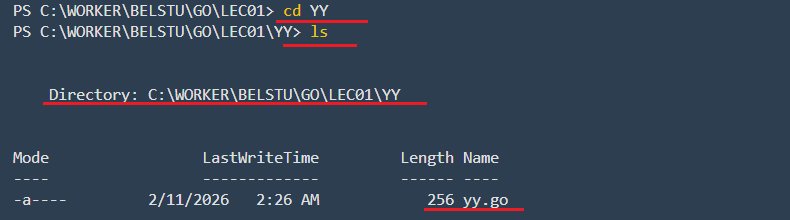 PS C:\WORKER\BELSTU\GO\LEC01> cd YY
PS C:\WORKER\BELSTU\GO\LEC01\YY> ls
Directory: C:\WORKER\BELSTU\GO\LEC01\YY
Mode LastWriteTime Length Name
---- ------------- ------ ----
-a---- 2/11/2026 2:26 AM 256 yy.go